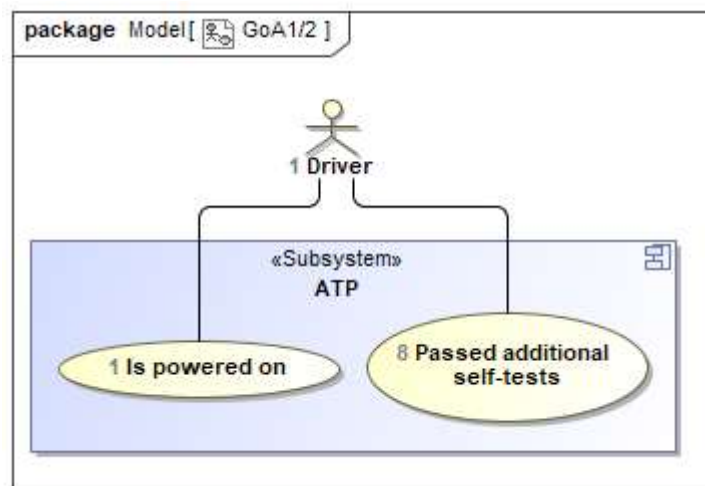 package Model[ GoA1/2 ]
1 Driver
«Subsystem»
ATP
1 Is powered on
8 Passed additional
self-tests